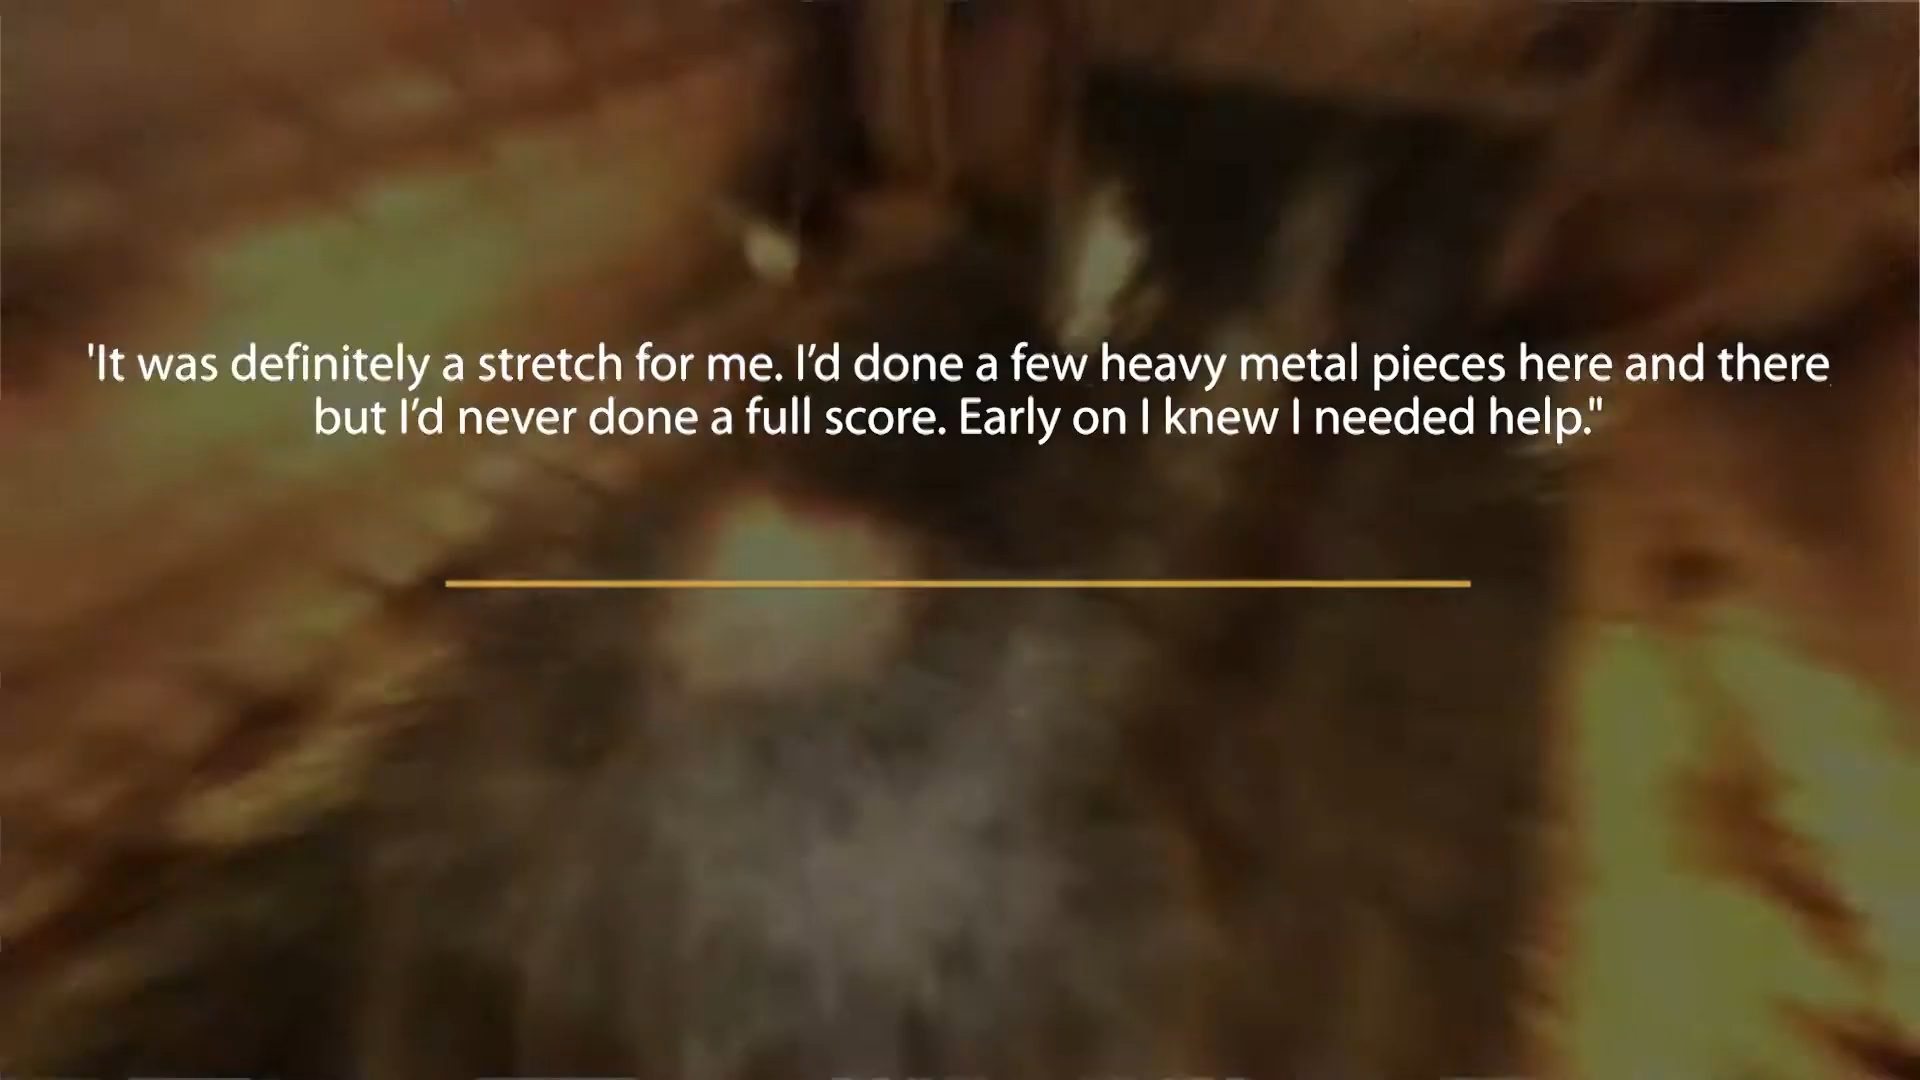 'It was definitely a stretch for me. I’d done a few heavy metal pieces here and there
but I’d never done a full score. Early on I knew I needed help."